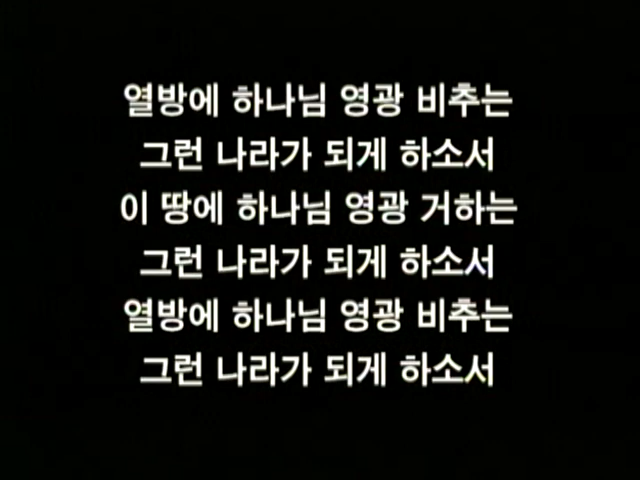 열방에 하나님 영광 비추는
그런 나라가 되게 하소서
이 땅에 하나님 영광 거하는
그런 나라가 되게 하소서
열방에 하나님 영광 비추는
그런 나라가 되게 하소서